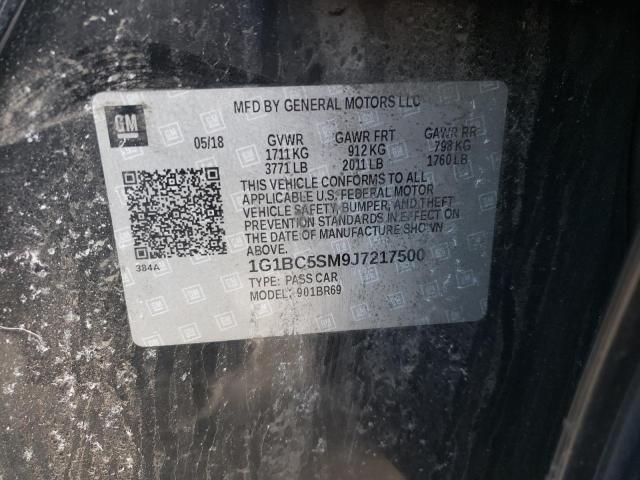 GM
MFD BY GENERAL MOTORS LLC
05/18 GVWR GAWR FRT GAWR RR
1711 KG 912 KG 798 KG
3771 LB 2011 LB 1760 LB
THIS VEHICLE CONFORMS TO ALL
APPLICABLE U.S. FEDERAL MOTOR
VEHICLE SAFETY, BUMPER, AND THEFT
PREVENTION STANDARDS IN EFFECT ON
THE DATE OF MANUFACTURE SHOWN
ABOVE.
384A
1G1BC5SM9J7217500
TYPE: PASS CAR
MODEL: 901BR69